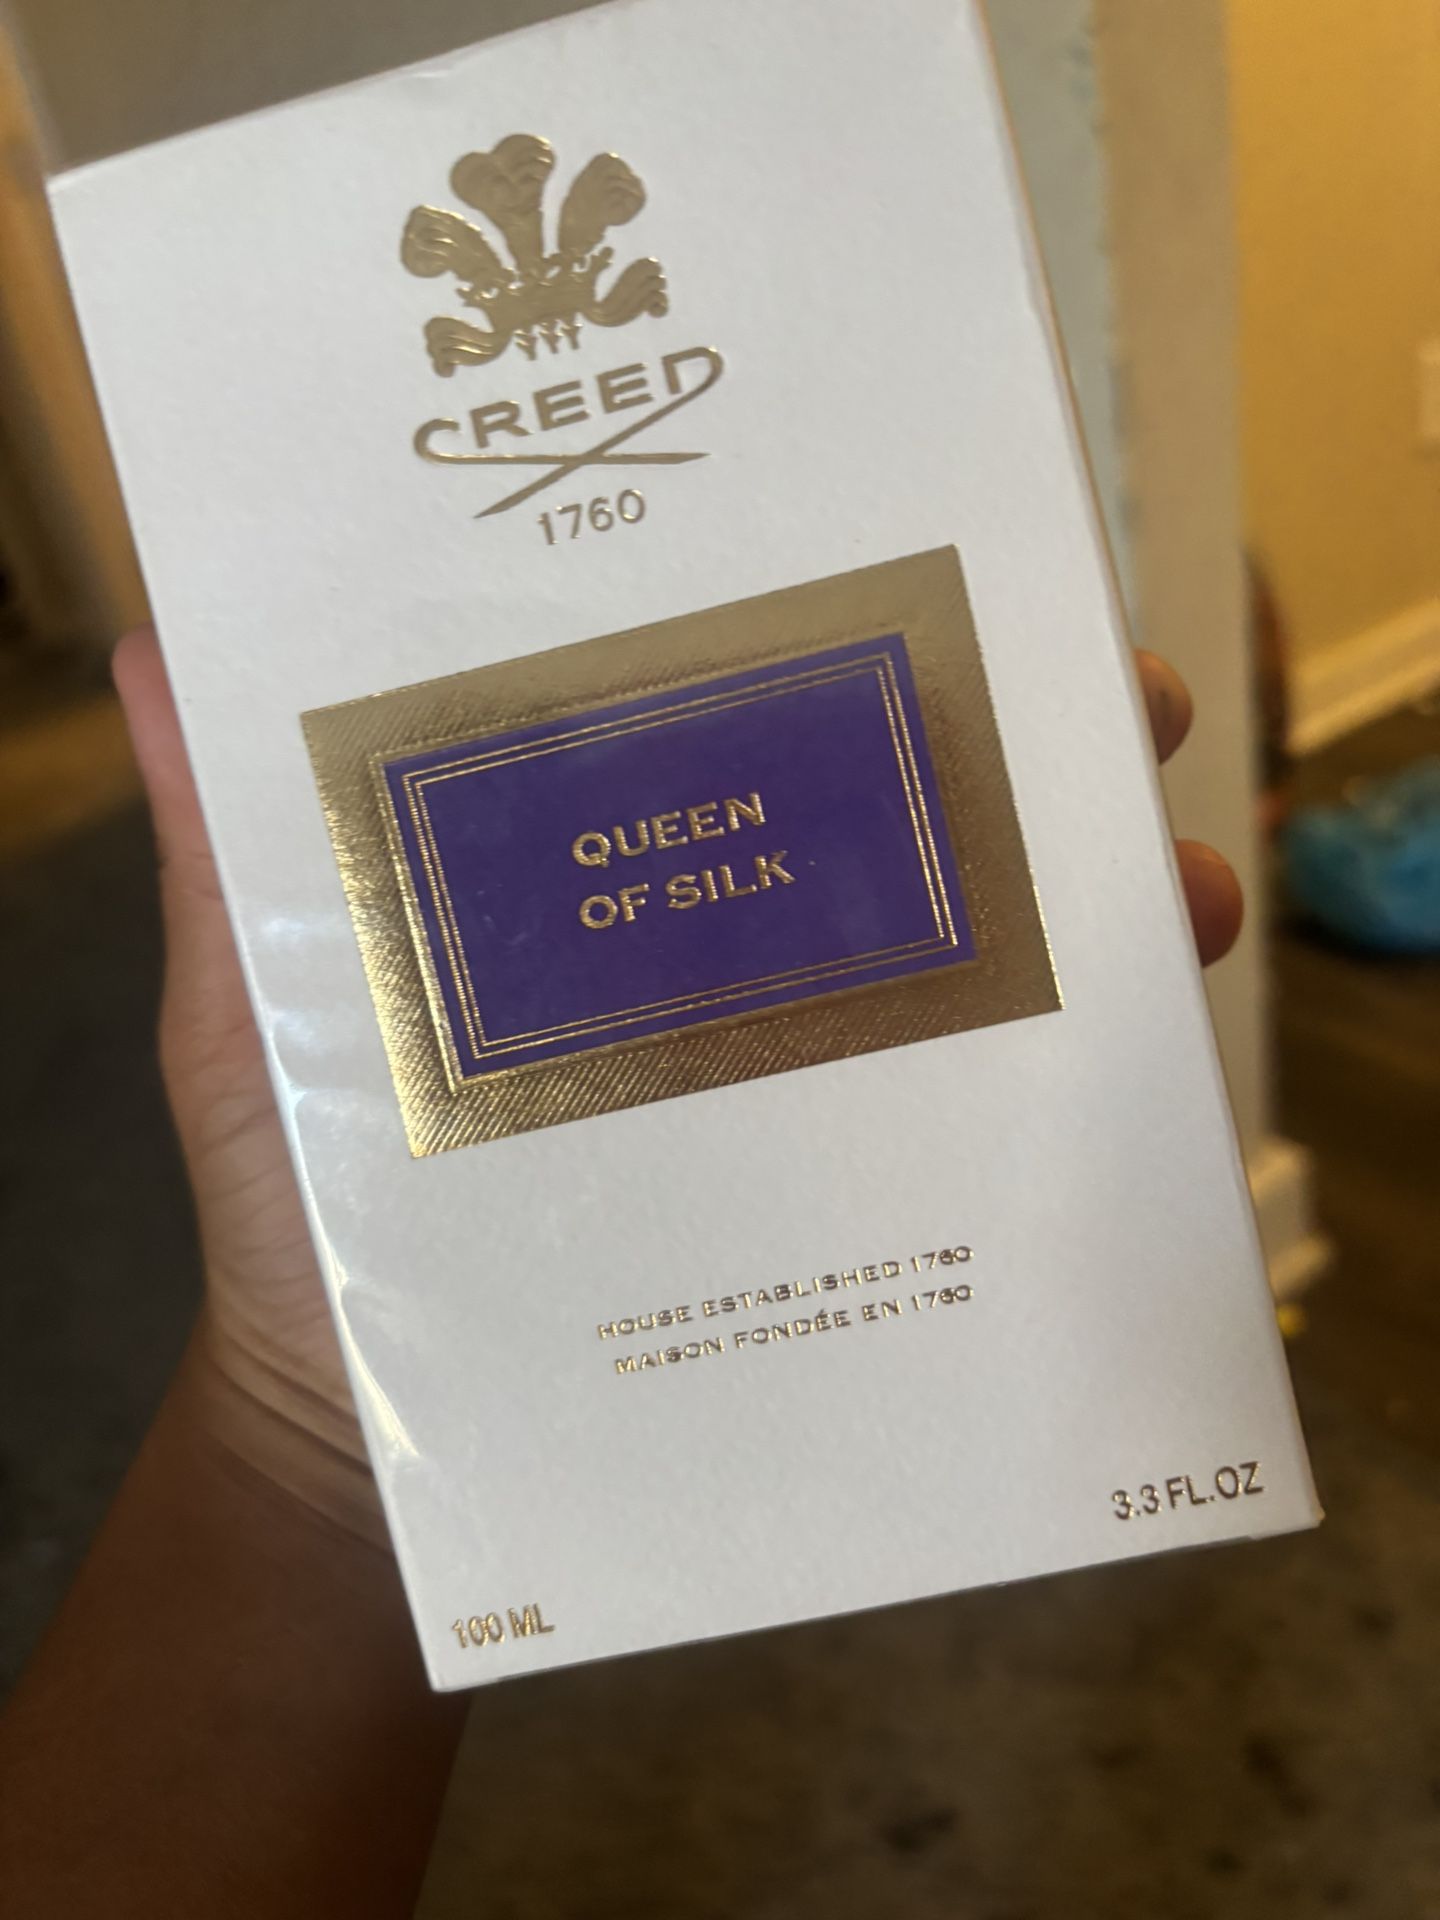 CREED
1760
QUEEN
OF SILK
HOUSE ESTABLISHED 1760
MAISON FONDÉE EN 1760
3.3 FL.OZ
100 ML